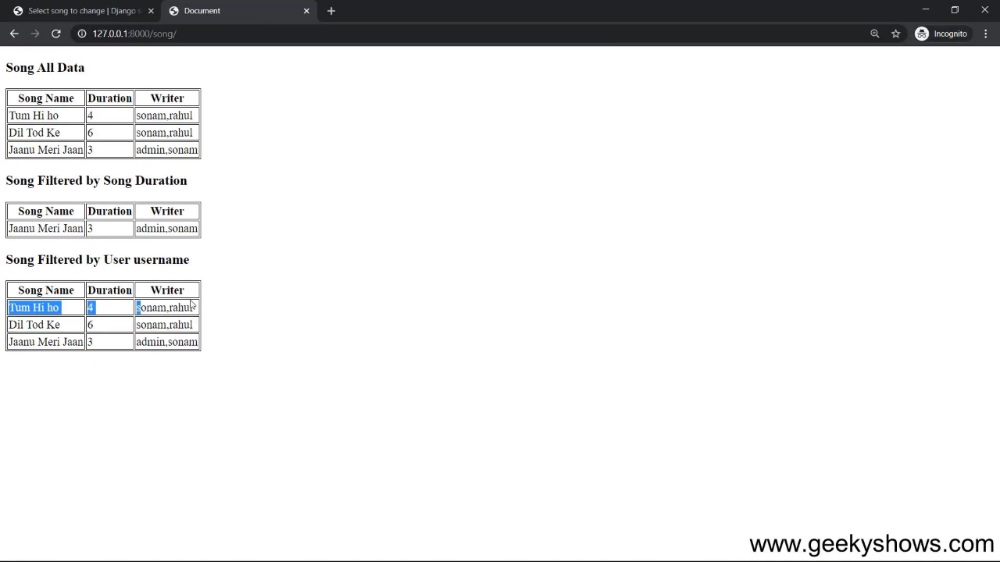 Select song to change | Django s
Document
127.0.0.1:8000/song/
Incognito
Song All Data
Song Name Duration Writer
Tum Hi ho 4 sonam,rahul
Dil Tod Ke 6 sonam,rahul
Jaanu Meri Jaan 3 admin,sonam
Song Filtered by Song Duration
Song Name Duration Writer
Jaanu Meri Jaan 3 admin,sonam
Song Filtered by User username
Song Name Duration Writer
Tum Hi ho 4 sonam,rahul
Dil Tod Ke 6 sonam,rahul
Jaanu Meri Jaan 3 admin,sonam
www.geekyshows.com